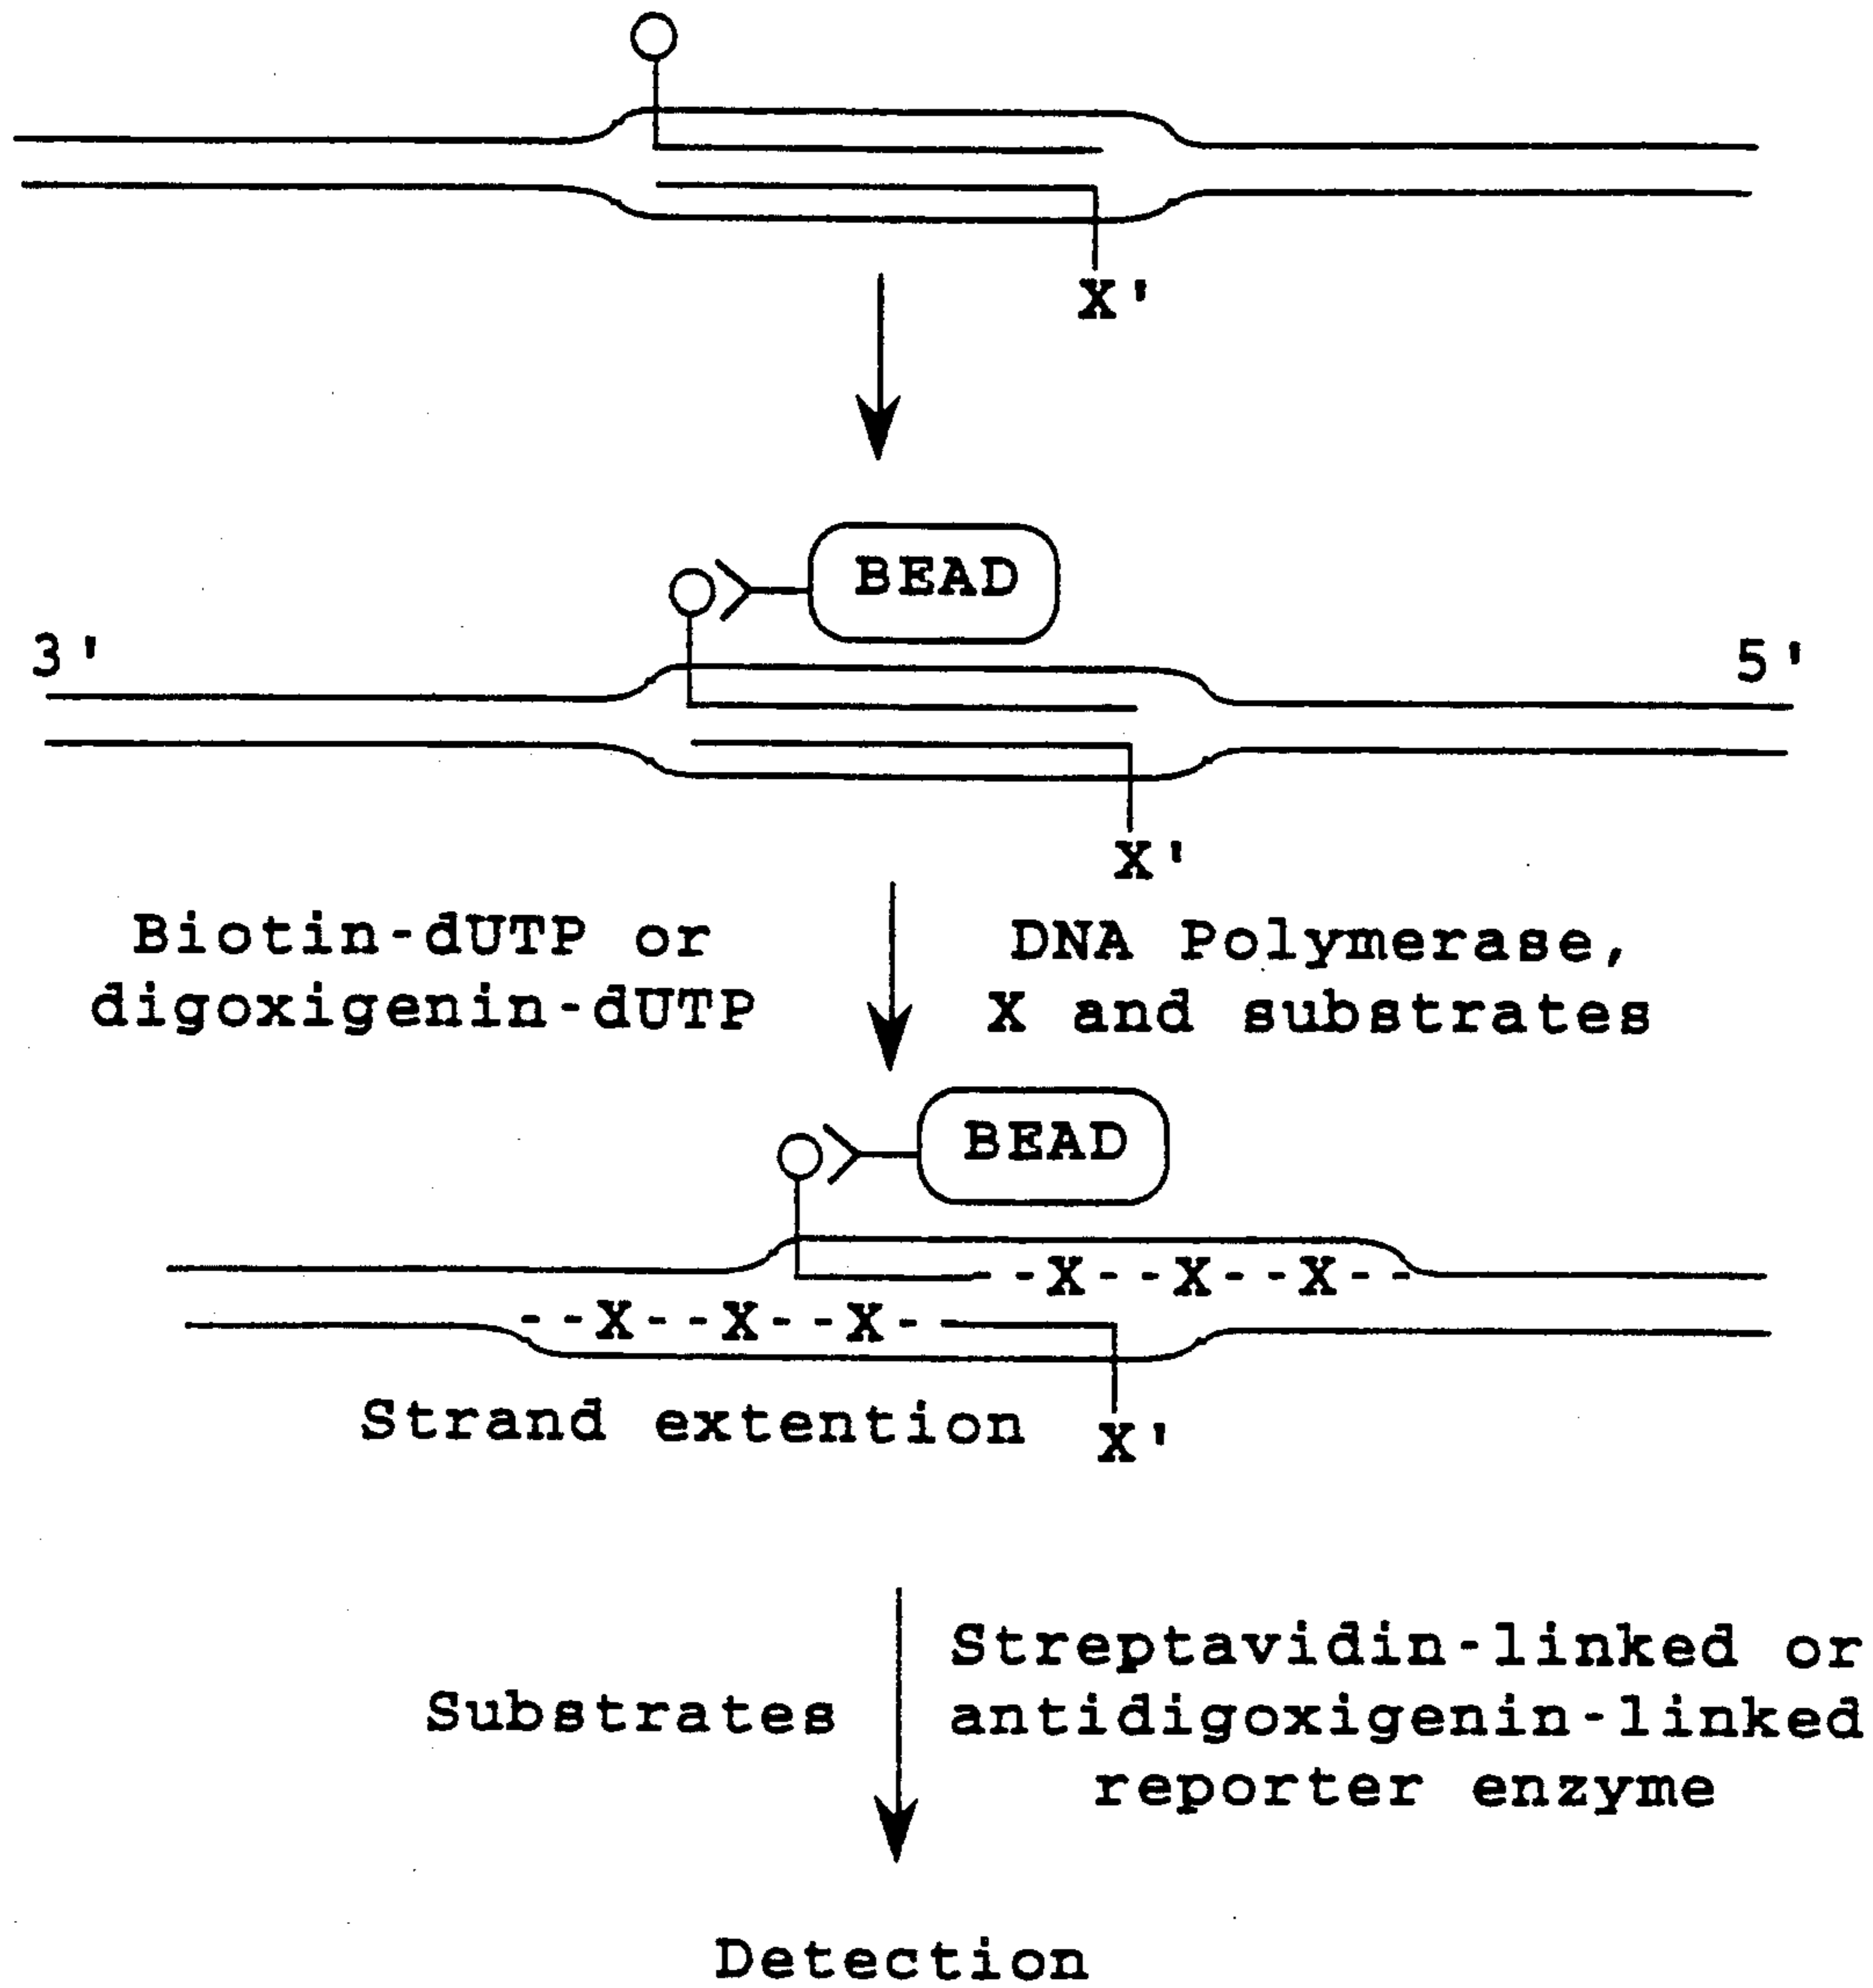 X'
BEAD
3'
5'
X'
Biotin-dUTP or
digoxigenin-dUTP
DNA Polymerase,
X and substrates
BEAD
--X--X--X--
--X--X--X--
Strand extention
X'
Substrates
Streptavidin-linked or
antidigoxigenin-linked
reporter enzyme
Detection